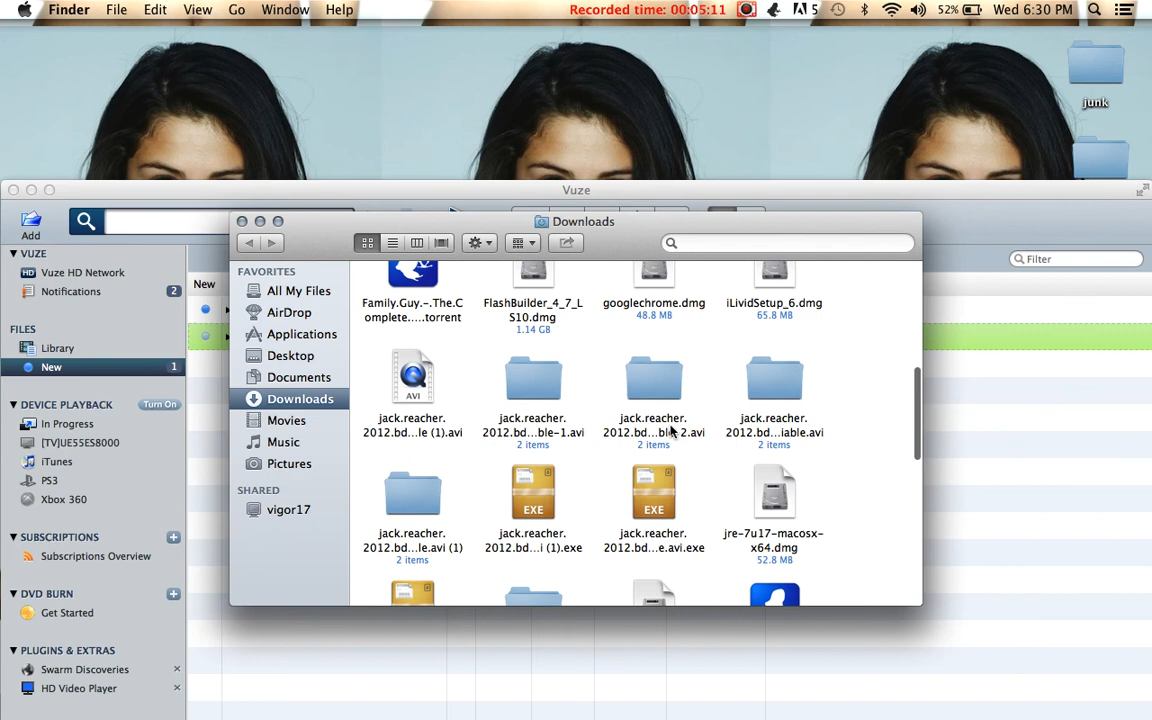 Finder File Edit View Go Window Help Recorded time: 00:05:11 5 52% Wed 6:30 PM
junk
Vuze
Add
Downloads
VUZE
Vuze HD Network
Notifications 2
FILES
Library
New 1
DEVICE PLAYBACK Turn On
In Progress
[TV]UE55ES8000
iTunes
PS3
Xbox 360
SUBSCRIPTIONS
Subscriptions Overview
DVD BURN
Get Started
PLUGINS & EXTRAS
Swarm Discoveries
HD HD Video Player
New
Filter
FAVORITES
All My Files
AirDrop
Applications
Desktop
Documents
Downloads
Movies
Music
Pictures
SHARED
vigor17
Family.Guy.-.The.C
omplete.....torrent
FlashBuilder_4_7_L
S10.dmg
1.14 GB
googlechrome.dmg
48.8 MB
iLividSetup_6.dmg
65.8 MB
AVI
jack.reacher.
2012.bd...le (1).avi
jack.reacher.
2012.bd...ble-1.avi
2 items
jack.reacher.
2012.bd...ble-2.avi
2 items
jack.reacher.
2012.bd...iable.avi
2 items
jack.reacher.
2012.bd...le.avi (1)
2 items
EXE
jack.reacher.
2012.bd...i (1).exe
EXE
jack.reacher.
2012.bd...e.avi.exe
jre-7u17-macosx-
x64.dmg
52.8 MB